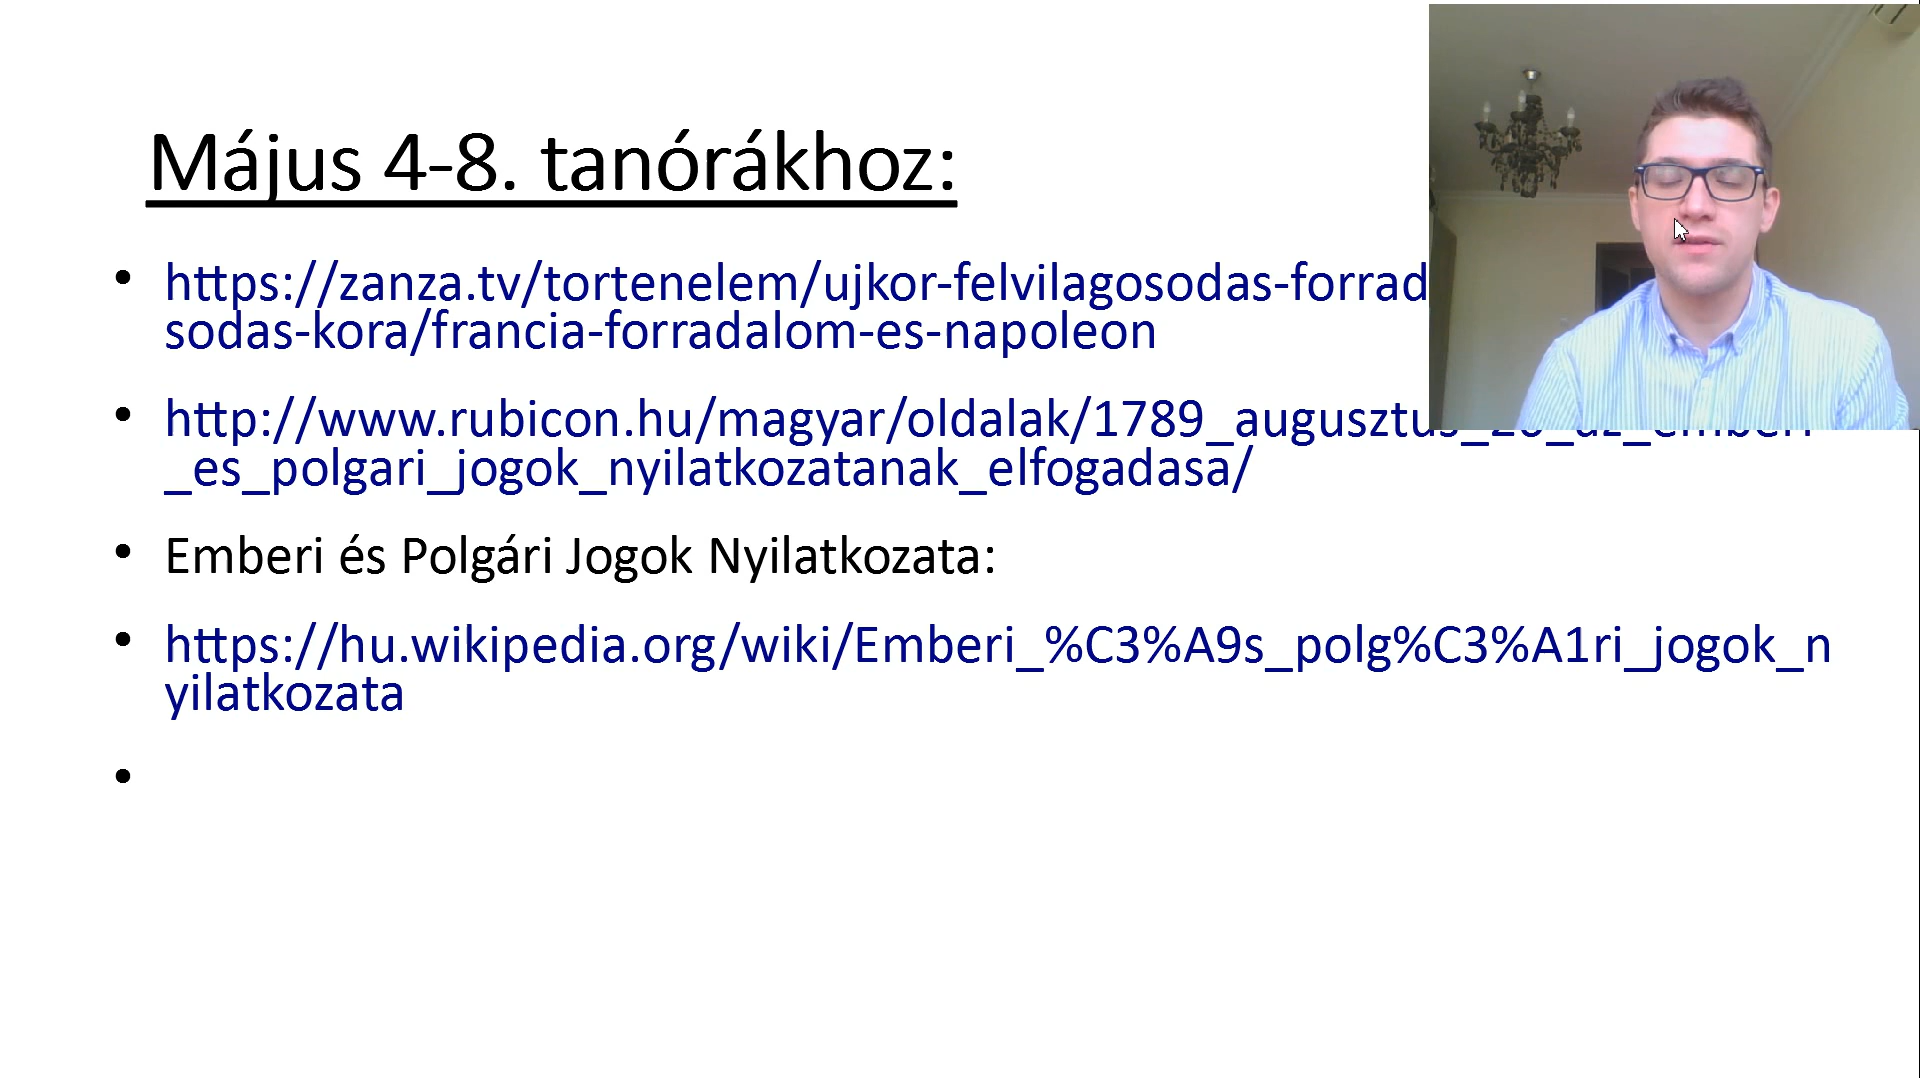 Május 4-8. tanórákhoz:
https://zanza.tv/tortenelem/ujkor-felvilagosodas-forrad
sodas-kora/francia-forradalom-es-napoleon
http://www.rubicon.hu/magyar/oldalak/1789_augusztus_26_az_emberi
_es_polgari_jogok_nyilatkozatanak_elfogadasa/
Emberi és Polgári Jogok Nyilatkozata:
https://hu.wikipedia.org/wiki/Emberi_%C3%A9s_polg%C3%A1ri_jogok_n
yilatkozata